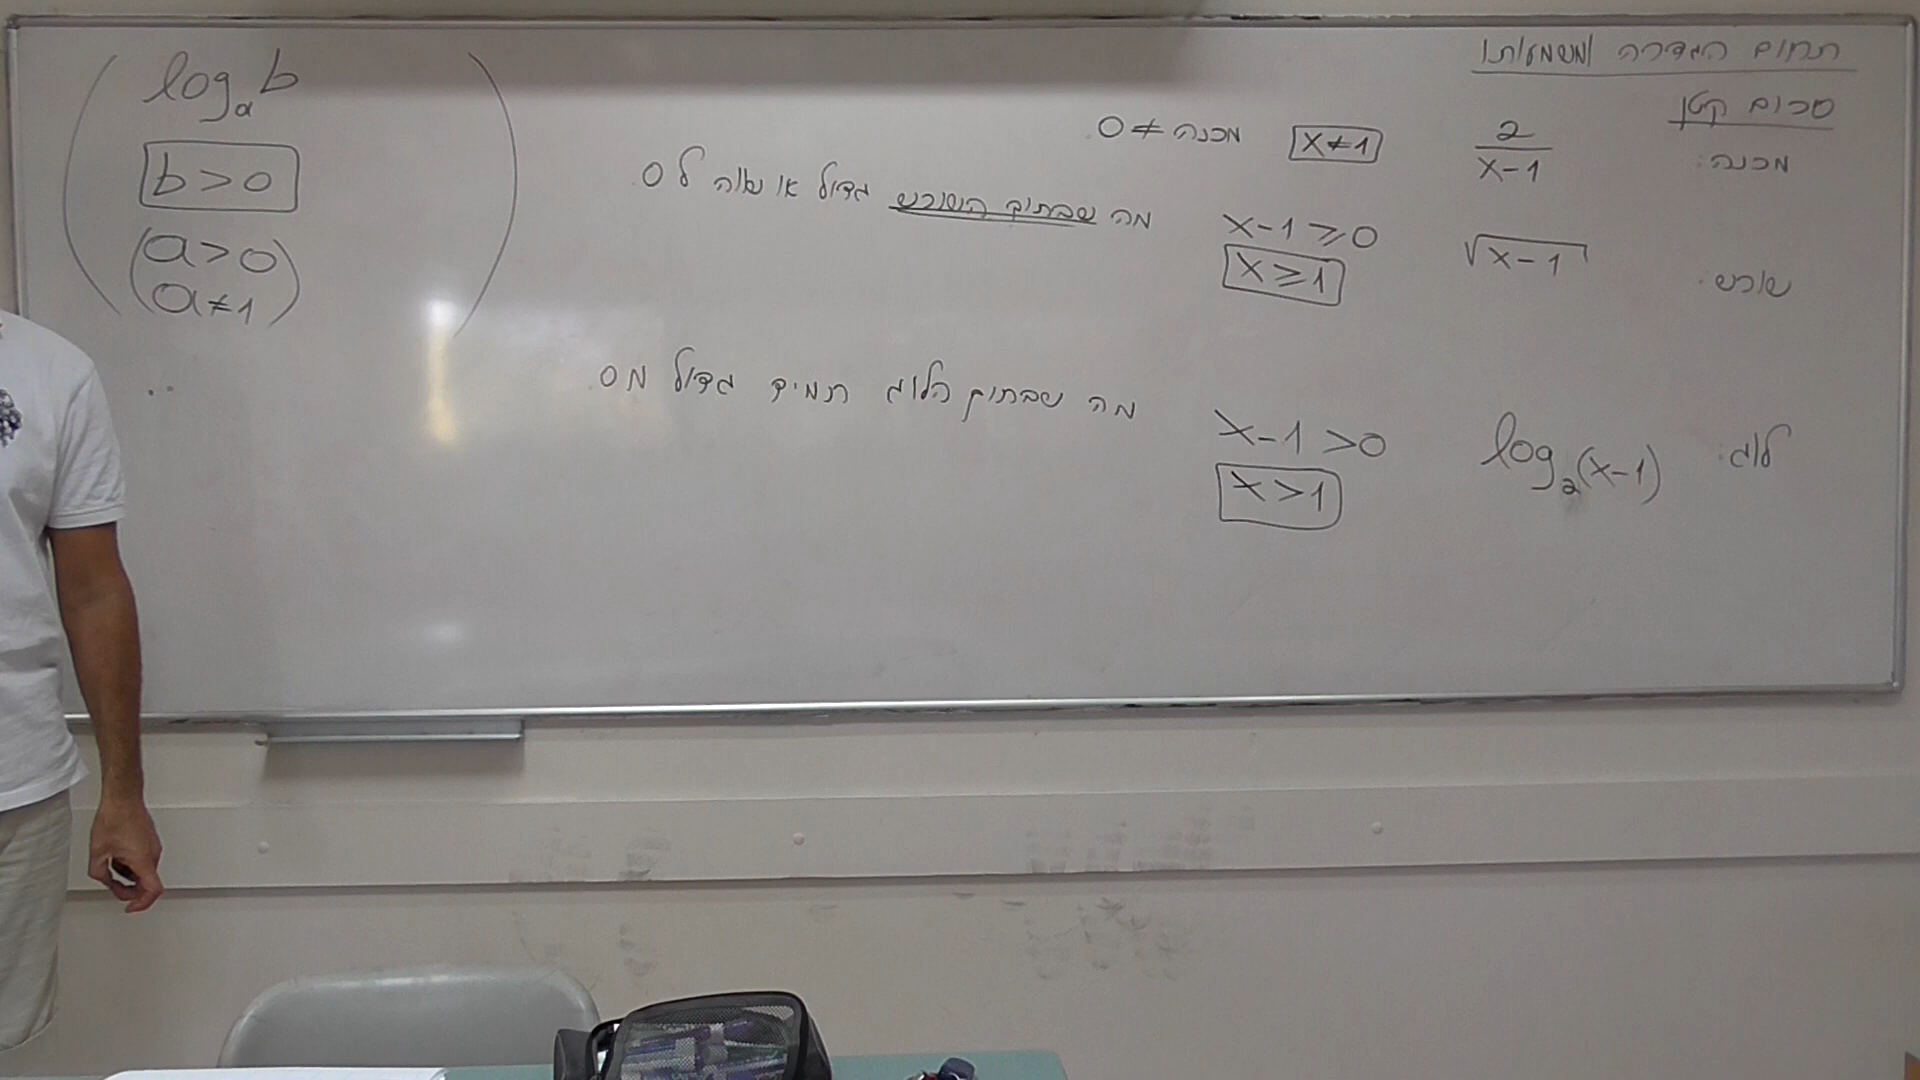 תחום הגדרה ומשמעותו
סכום קטן
מכנה: 2/(x-1) x≠1 מכנה ≠ 0
שורש: √(x-1) x-1≥0 מה שבתוך השורש גדול או שווה ל 0
x≥1
לוג: log₂(x-1) x-1>0 מה שבתוך הלוג תמיד גדול מ 0
x>1
(logₐb
b>0
(a>0
a≠1))